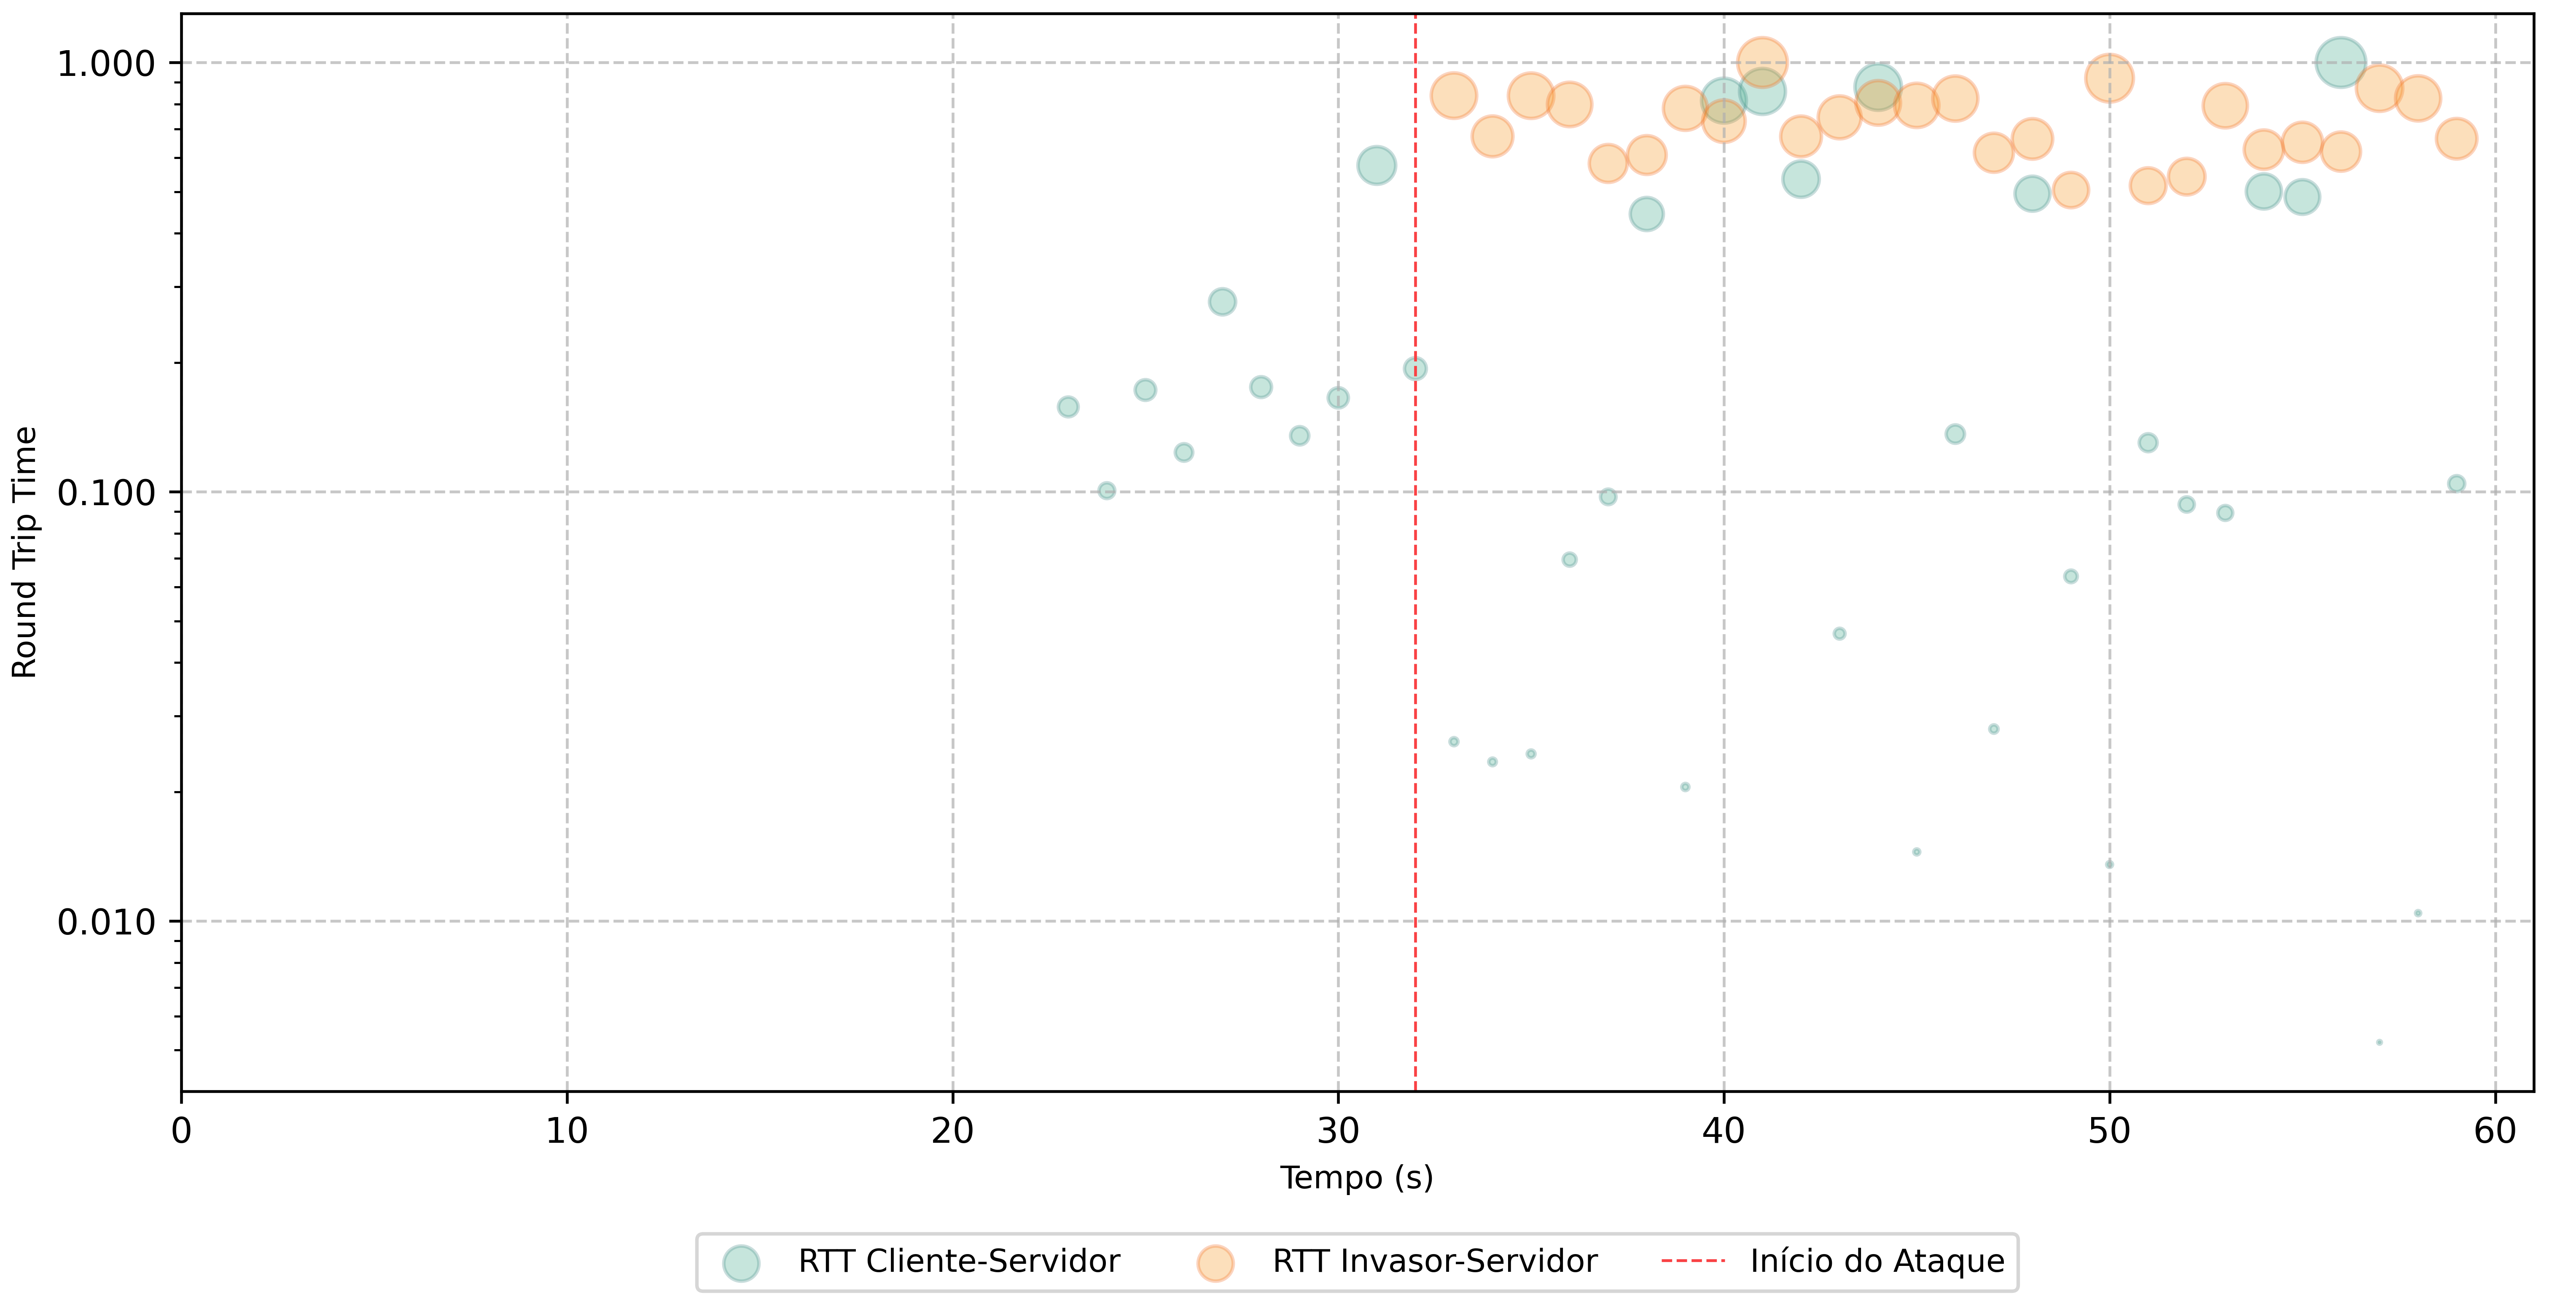 1.000
0.100
0.010
Round Trip Time
0 10 20 30 40 50 60
Tempo (s)
RTT Cliente-Servidor RTT Invasor-Servidor Início do Ataque